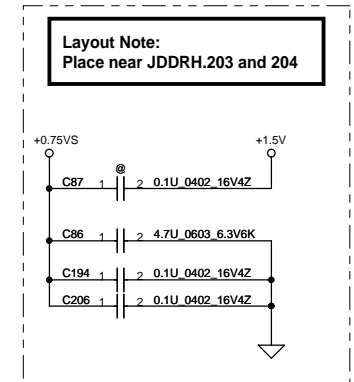 Layout Note:
Place near JDDRH.203 and 204
+0.75VS +1.5V
@
C87 1 2 0.1U_0402_16V4Z
C86 1 2 4.7U_0603_6.3V6K
C194 1 2 0.1U_0402_16V4Z
C206 1 2 0.1U_0402_16V4Z